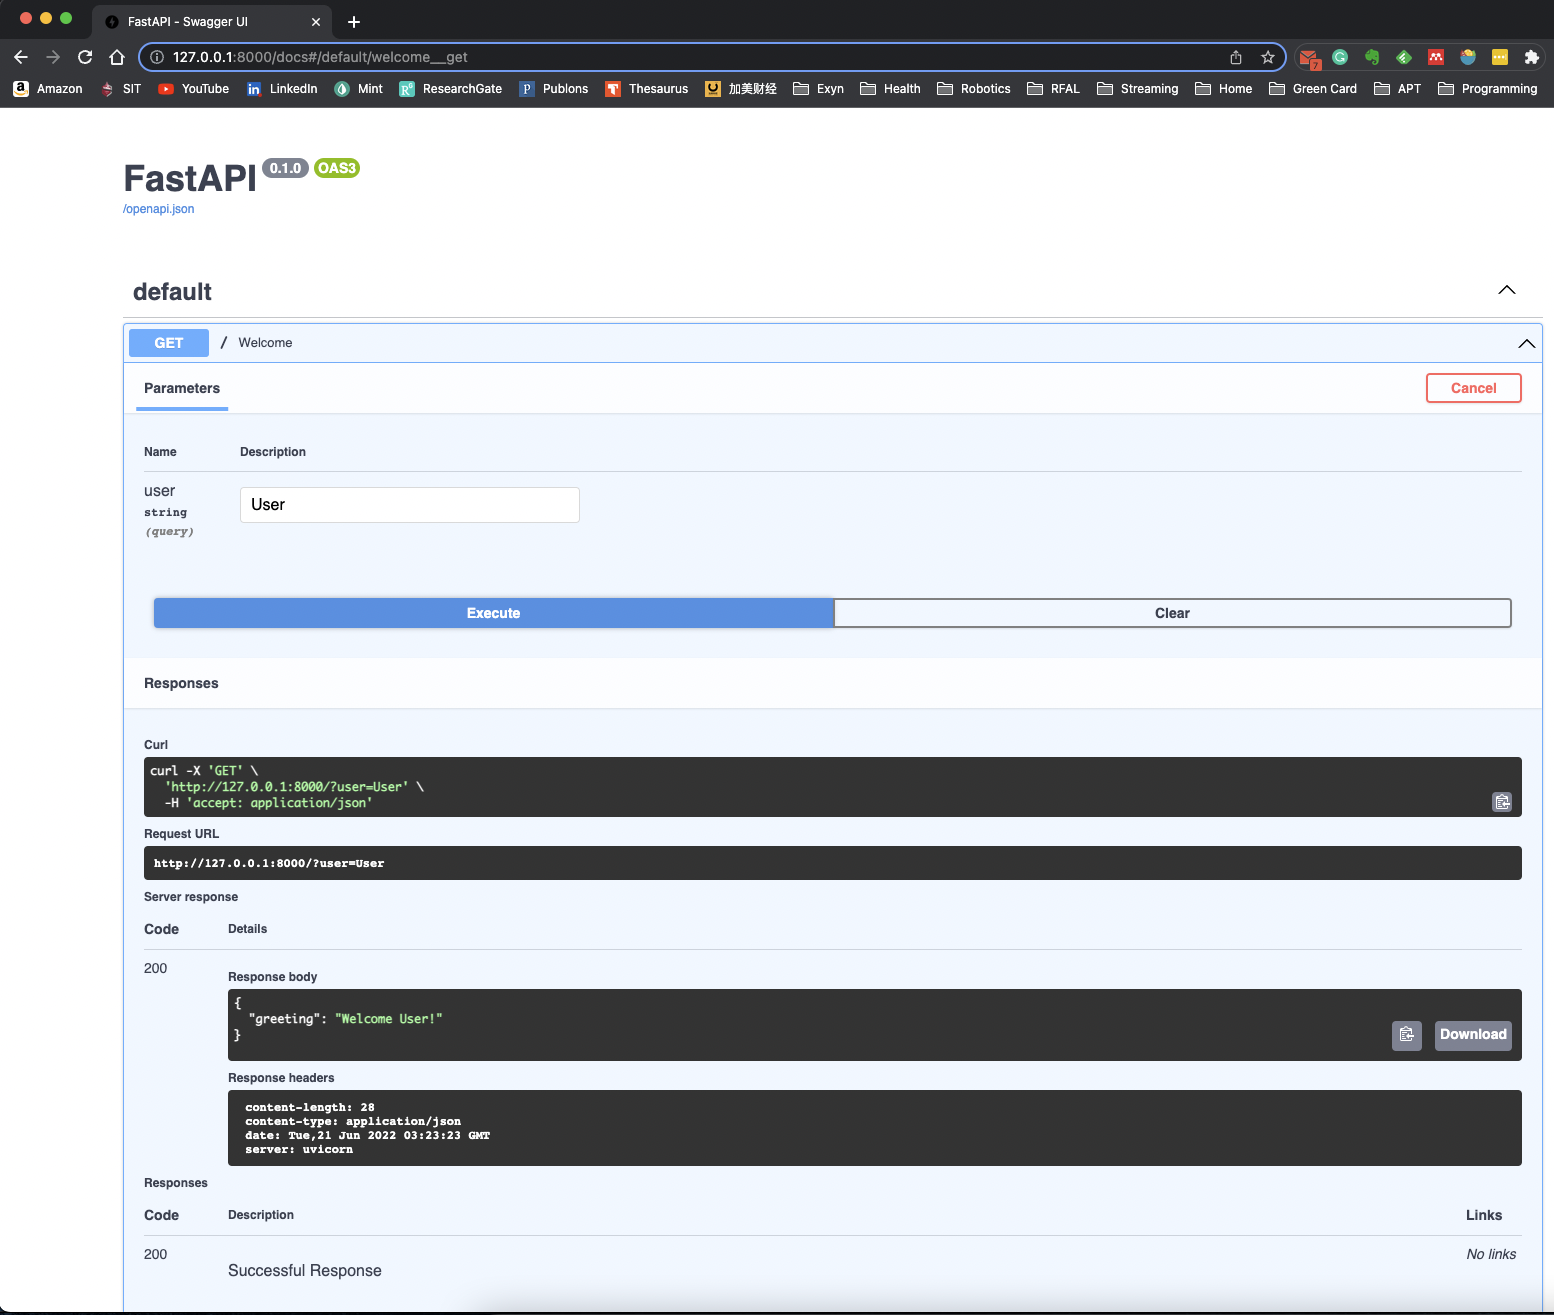 FastAPI - Swagger UI
127.0.0.1:8000/docs#/default/welcome__get
7
Amazon SIT YouTube LinkedIn Mint ResearchGate Publons Thesaurus 加美财经 Exyn Health Robotics RFAL Streaming Home Green Card APT Programming
FastAPI 0.1.0 OAS3
/openapi.json
default
GET / Welcome
Parameters Cancel
Name Description
user User
string
(query)
Execute Clear
Responses
Curl
curl -X 'GET' \
'http://127.0.0.1:8000/?user=User' \
-H 'accept: application/json'
Request URL
http://127.0.0.1:8000/?user=User
Server response
Code Details
200
Response body
{
"greeting": "Welcome User!"
}
Download
Response headers
content-length: 28
content-type: application/json
date: Tue,21 Jun 2022 03:23:23 GMT
server: uvicorn
Responses
Code Description Links
200 No links
Successful Response